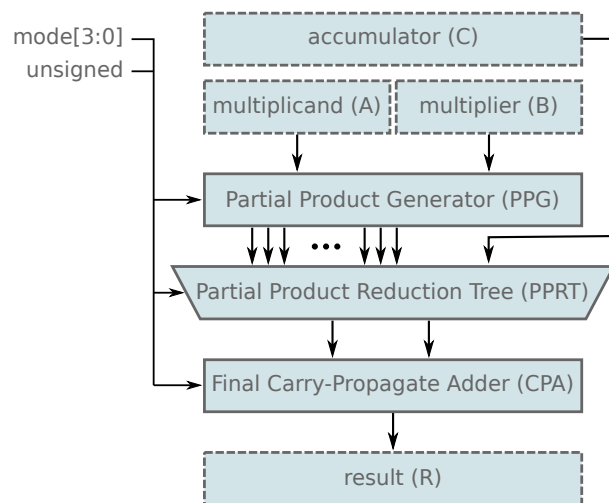 mode[3:0]
unsigned
accumulator (C)
multiplicand (A)
multiplier (B)
Partial Product Generator (PPG)
Partial Product Reduction Tree (PPRT)
Final Carry-Propagate Adder (CPA)
result (R)